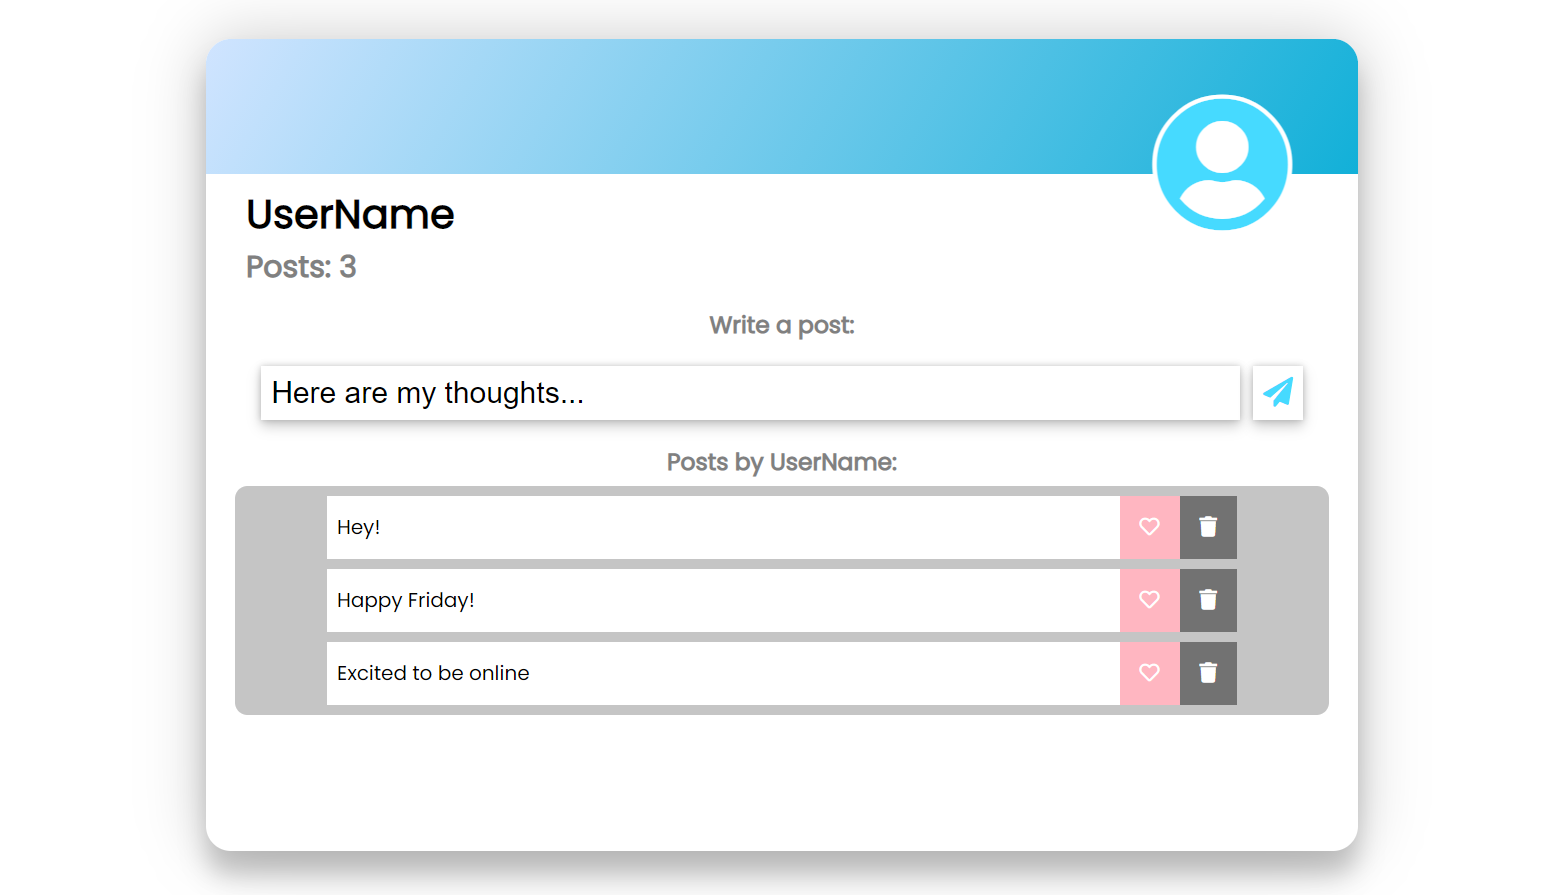 UserName
Posts: 3
Write a post:
Here are my thoughts...
Posts by UserName:
Hey!
Happy Friday!
Excited to be online